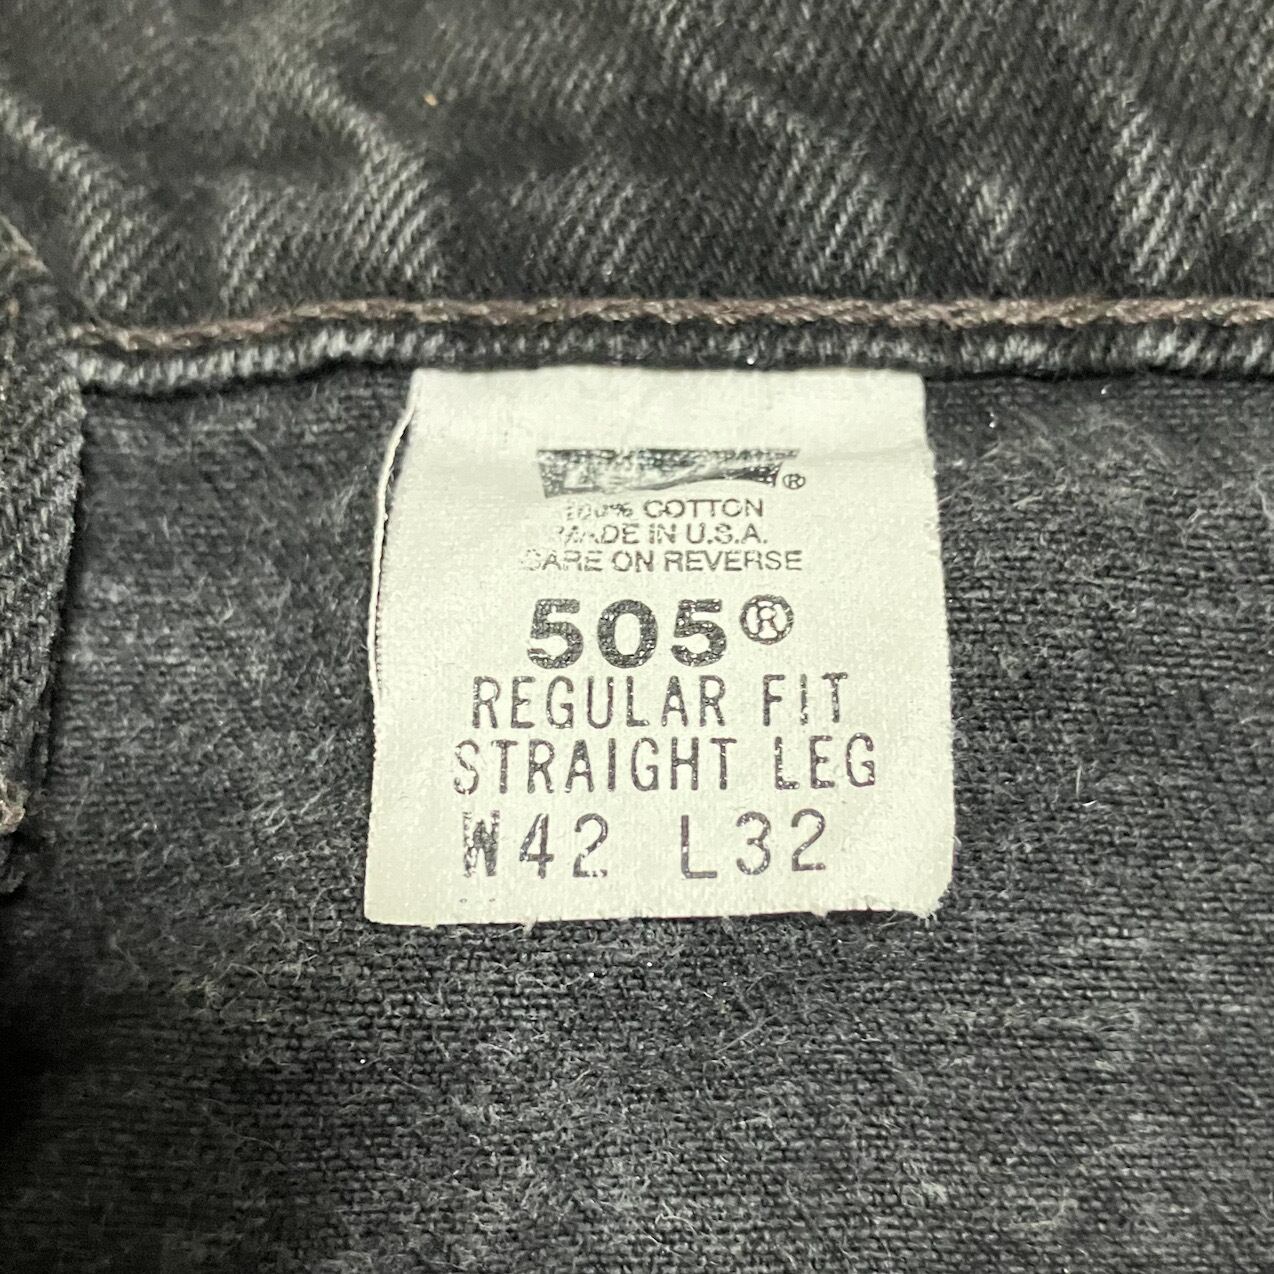 ®
100% COTTON
MADE IN U.S.A.
CARE ON REVERSE
505®
REGULAR FIT
STRAIGHT LEG
W42 L32